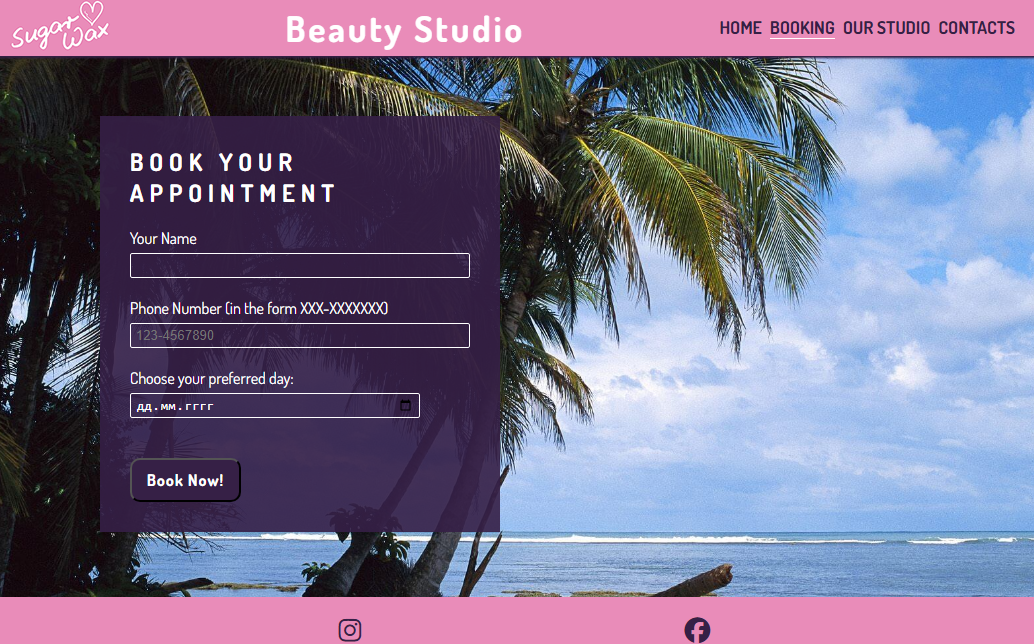 Sugar
Wax
Beauty Studio
HOME BOOKING OUR STUDIO CONTACTS
BOOK YOUR
APPOINTMENT
Your Name
Phone Number (in the form XXX-XXXXXXX)
123-4567890
Choose your preferred day:
дд.мм.гггг
Book Now!